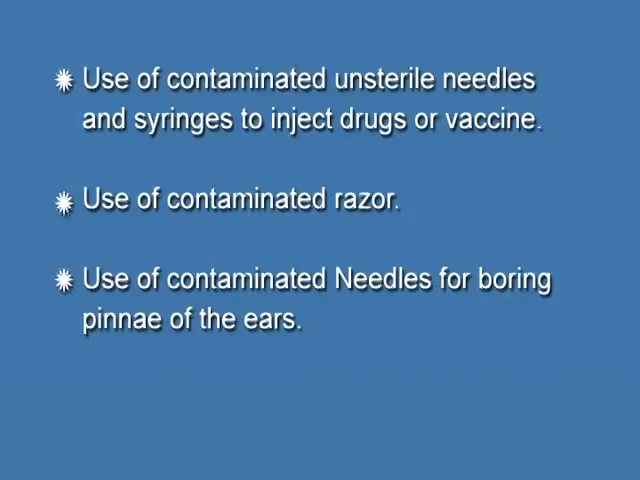 Use of contaminated unsterile needles
and syringes to inject drugs or vaccine.
Use of contaminated razor.
Use of contaminated Needles for boring
pinnae of the ears.